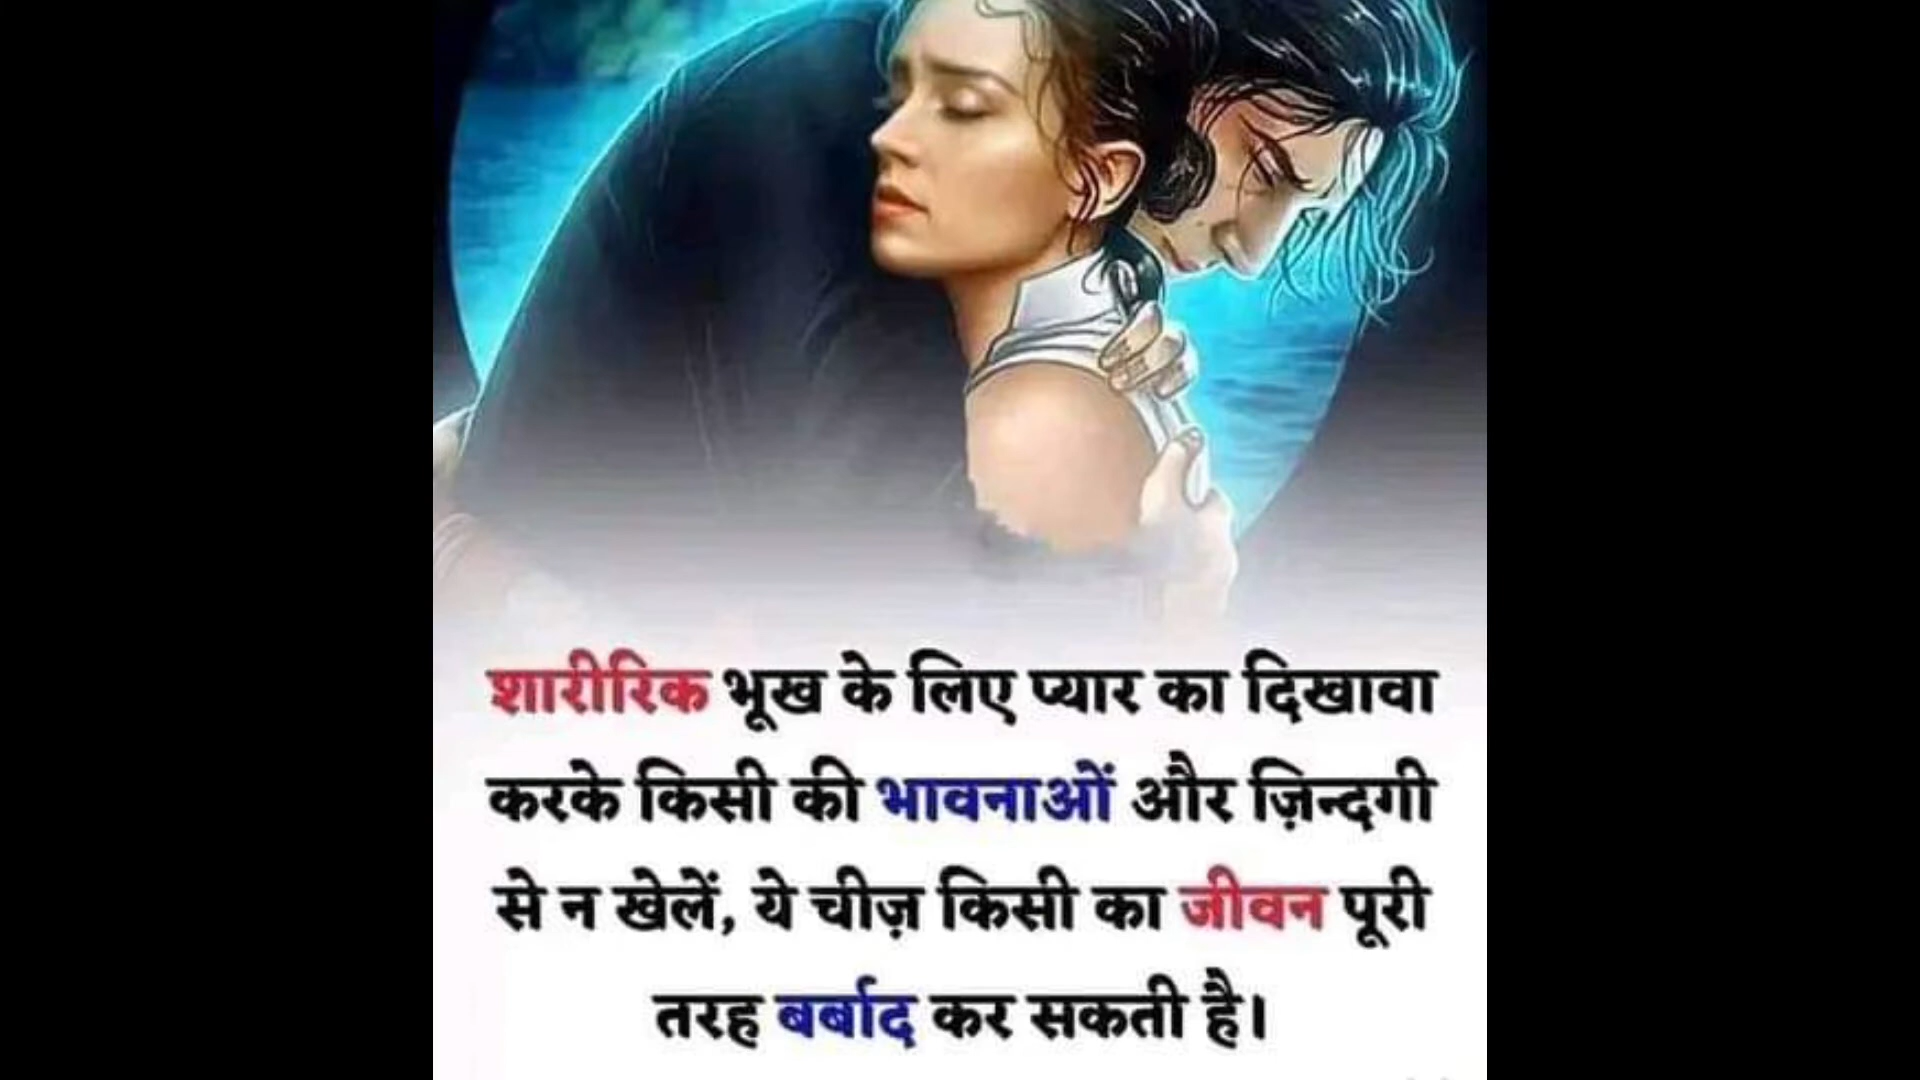 शारीरिक भूख के लिए प्यार का दिखावा
करके किसी की भावनाओं और ज़िन्दगी
से न खेलें, ये चीज़ किसी का जीवन पूरी
तरह बर्बाद कर सकती है।